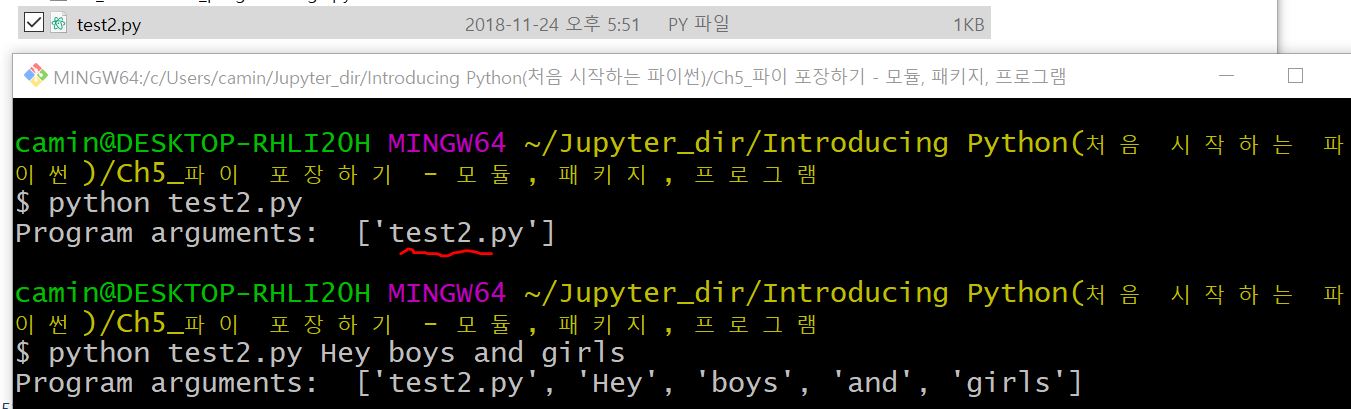 test2.py 2018-11-24 오후 5:51 PY 파일 1KB
MINGW64:/c/Users/camin/Jupyter_dir/Introducing Python(처음 시작하는 파이썬)/Ch5_파이 포장하기 - 모듈, 패키지, 프로그램
camin@DESKTOP-RHLI2OH MINGW64 ~/Jupyter_dir/Introducing Python(처음 시작하는 파
이썬)/Ch5_파이 포장하기 - 모듈, 패키지, 프로그램
$ python test2.py
Program arguments:  ['test2.py']
camin@DESKTOP-RHLI2OH MINGW64 ~/Jupyter_dir/Introducing Python(처음 시작하는 파
이썬)/Ch5_파이 포장하기 - 모듈, 패키지, 프로그램
$ python test2.py Hey boys and girls
Program arguments:  ['test2.py', 'Hey', 'boys', 'and', 'girls']